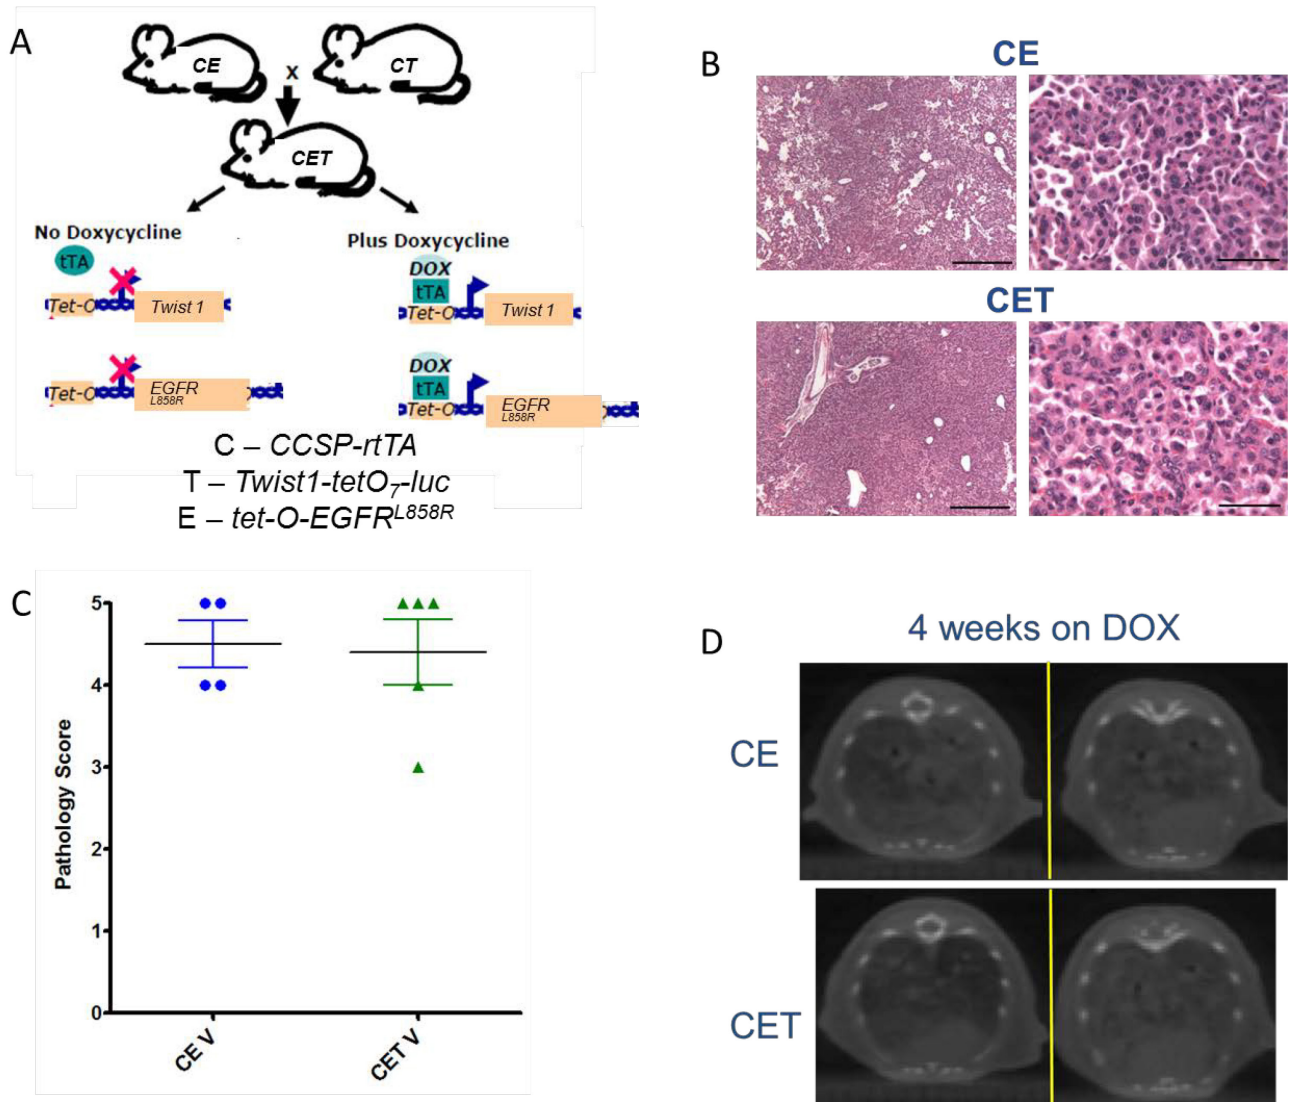 A
CE
x
CT
CET
No Doxycycline
tTA
Tet-O
Twist 1
Tet-O
EGFR
L858R
Plus Doxycycline
DOX
tTA
Tet-O
Twist 1
DOX
tTA
Tet-O
EGFR
L858R
C – CCSP-rtTA
T – Twist1-tetO₇-luc
E – tet-O-EGFR^L858R
B
CE
CET
C
Pathology Score
5
4
3
2
1
0
CE V
CET V
D
4 weeks on DOX
CE
CET